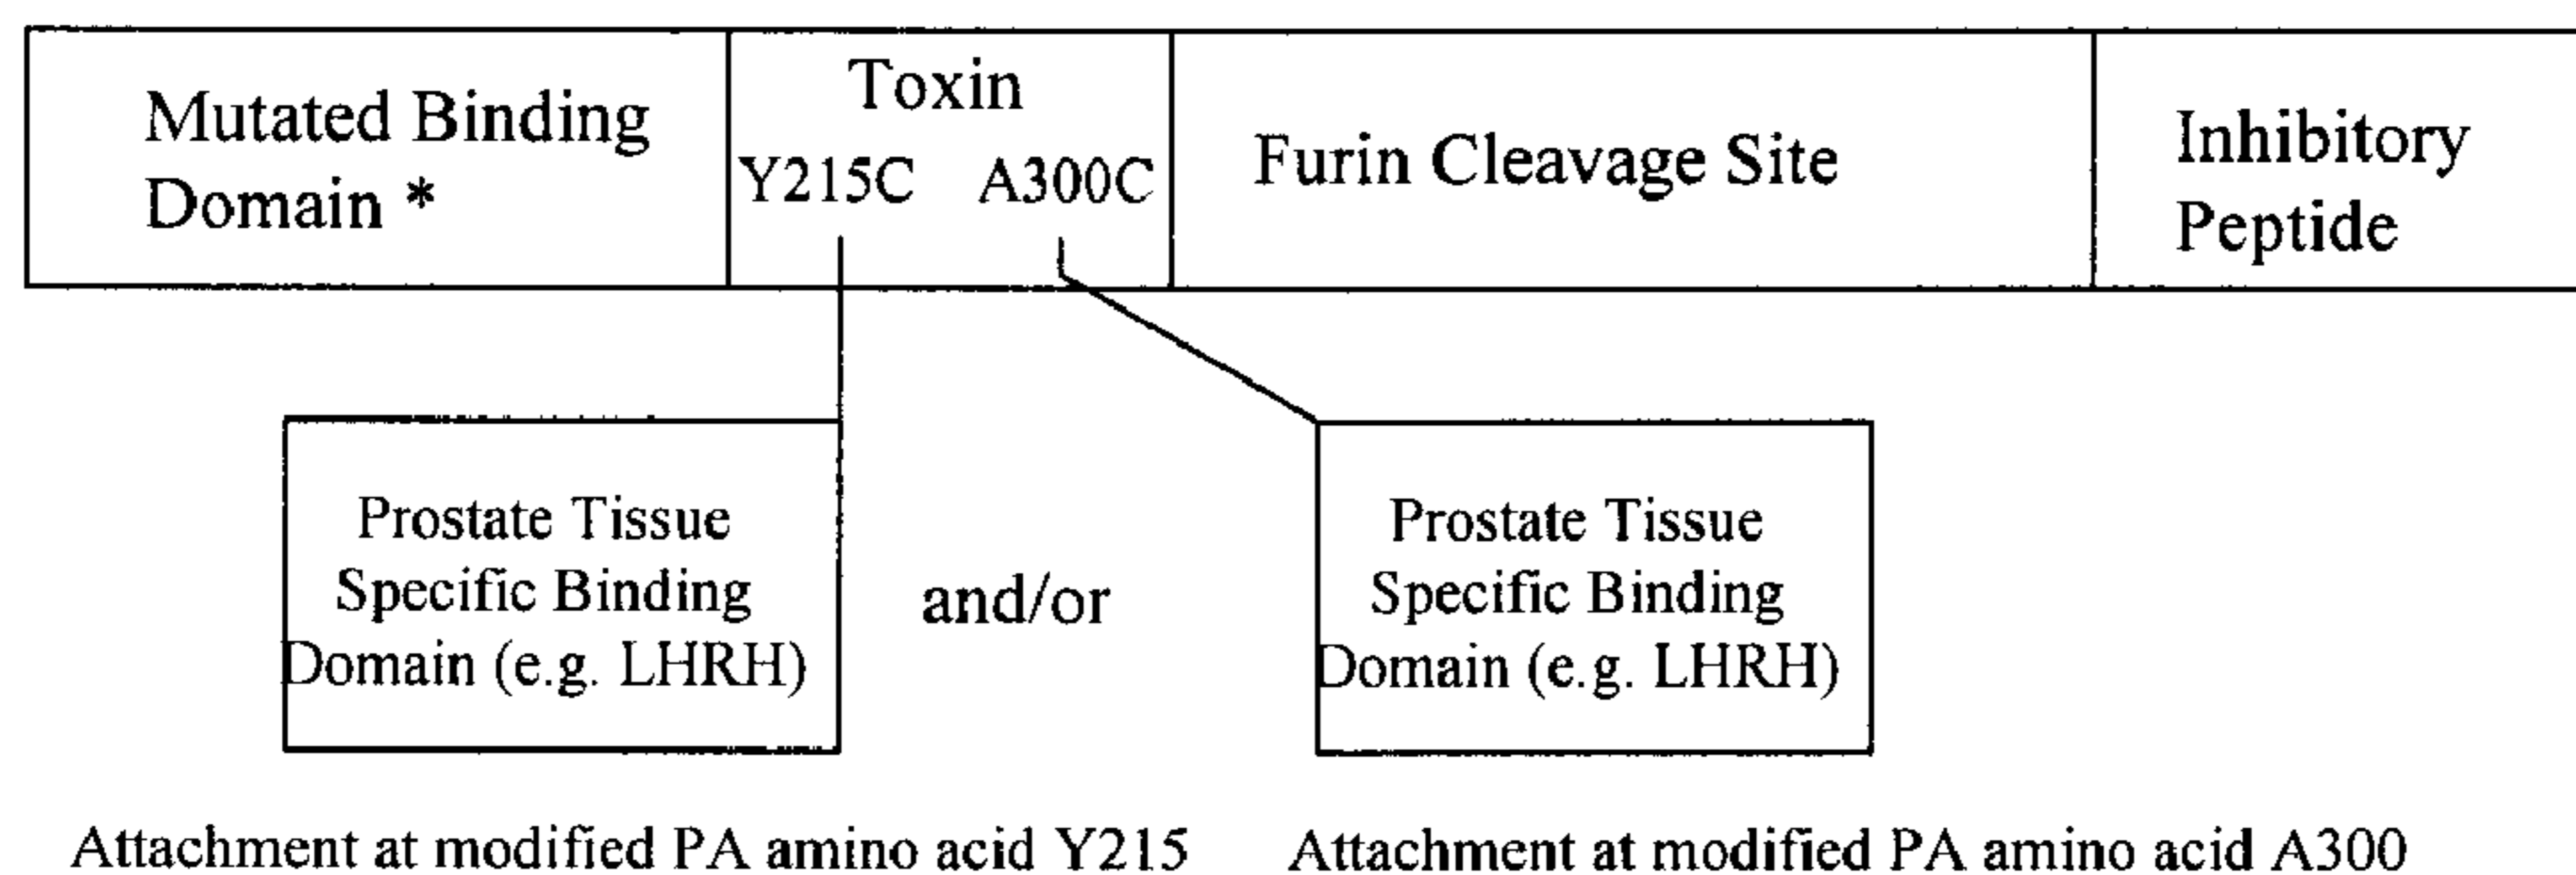 Mutated Binding
Domain *
Toxin
Y215C A300C
Furin Cleavage Site
Inhibitory
Peptide
Prostate Tissue
Specific Binding
Domain (e.g. LHRH)
and/or
Prostate Tissue
Specific Binding
Domain (e.g. LHRH)
Attachment at modified PA amino acid Y215
Attachment at modified PA amino acid A300